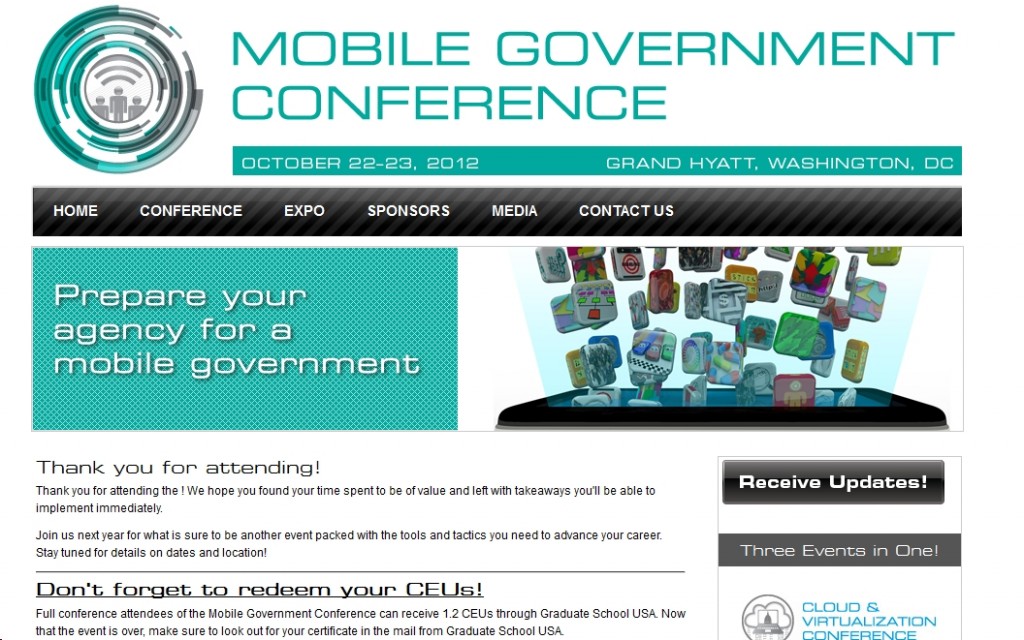 MOBILE GOVERNMENT
CONFERENCE
OCTOBER 22-23, 2012 GRAND HYATT, WASHINGTON, DC
HOME CONFERENCE EXPO SPONSORS MEDIA CONTACT US
Prepare your
agency for a
mobile government
Thank you for attending!
Thank you for attending the ! We hope you found your time spent to be of value and left with takeaways you'll be able to
implement immediately.
Join us next year for what is sure to be another event packed with the tools and tactics you need to advance your career.
Stay tuned for details on dates and location!
Don't forget to redeem your CEUs!
Full conference attendees of the Mobile Government Conference can receive 1.2 CEUs through Graduate School USA. Now
that the event is over, make sure to look out for your certificate in the mail from Graduate School USA.
Receive Updates!
Three Events in One!
CLOUD &
VIRTUALIZATION
CONFERENCE